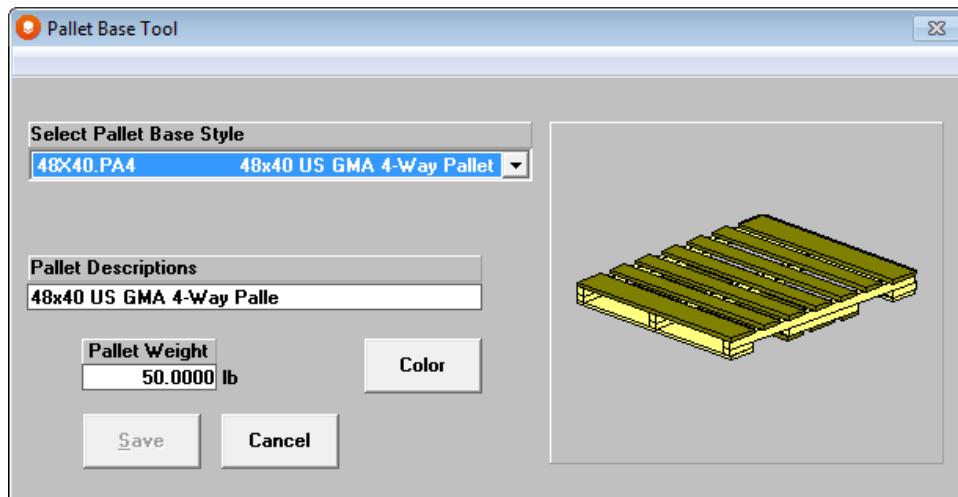 Pallet Base Tool
Select Pallet Base Style
48X40.PA4 48x40 US GMA 4-Way Pallet
Pallet Descriptions
48x40 US GMA 4-Way Palle
Pallet Weight
50.0000 lb
Color
Save Cancel